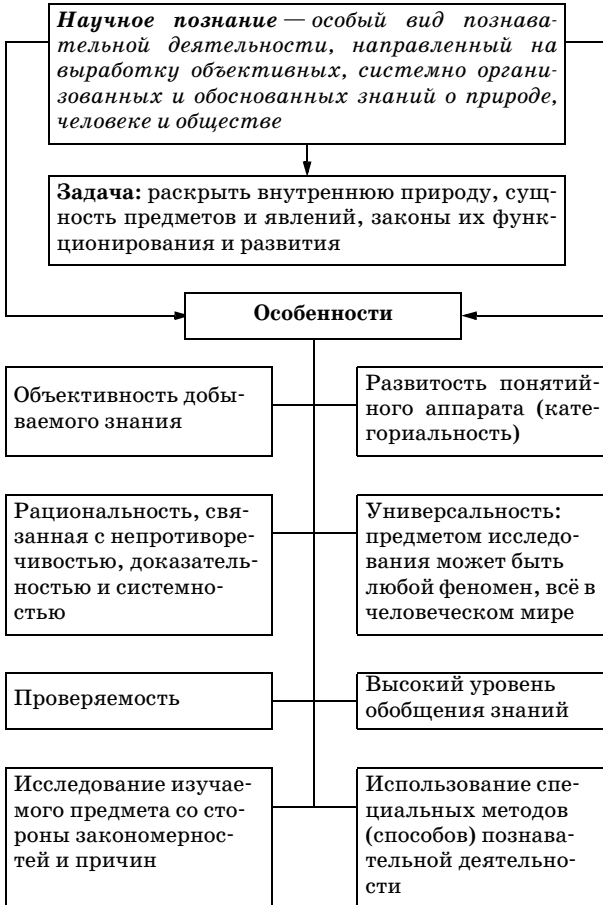 Научное познание — особый вид познава-
тельной деятельности, направленный на
выработку объективных, системно органи-
зованных и обоснованных знаний о природе,
человеке и обществе
Задача: раскрыть внутреннюю природу, сущ-
ность предметов и явлений, законы их функ-
ционирования и развития
Особенности
Объективность добы-
ваемого знания
Развитость понятий-
ного аппарата (кате-
гориальность)
Рациональность, свя-
занная с непротиворе-
чивостью, доказатель-
ностью и системно-
стью
Универсальность:
предметом исследо-
вания может быть
любой феномен, всё в
человеческом мире
Проверяемость
Высокий уровень
обобщения знаний
Исследование изучае-
мого предмета со сто-
роны закономернос-
тей и причин
Использование спе-
циальных методов
(способов) познава-
тельной деятельно-
сти